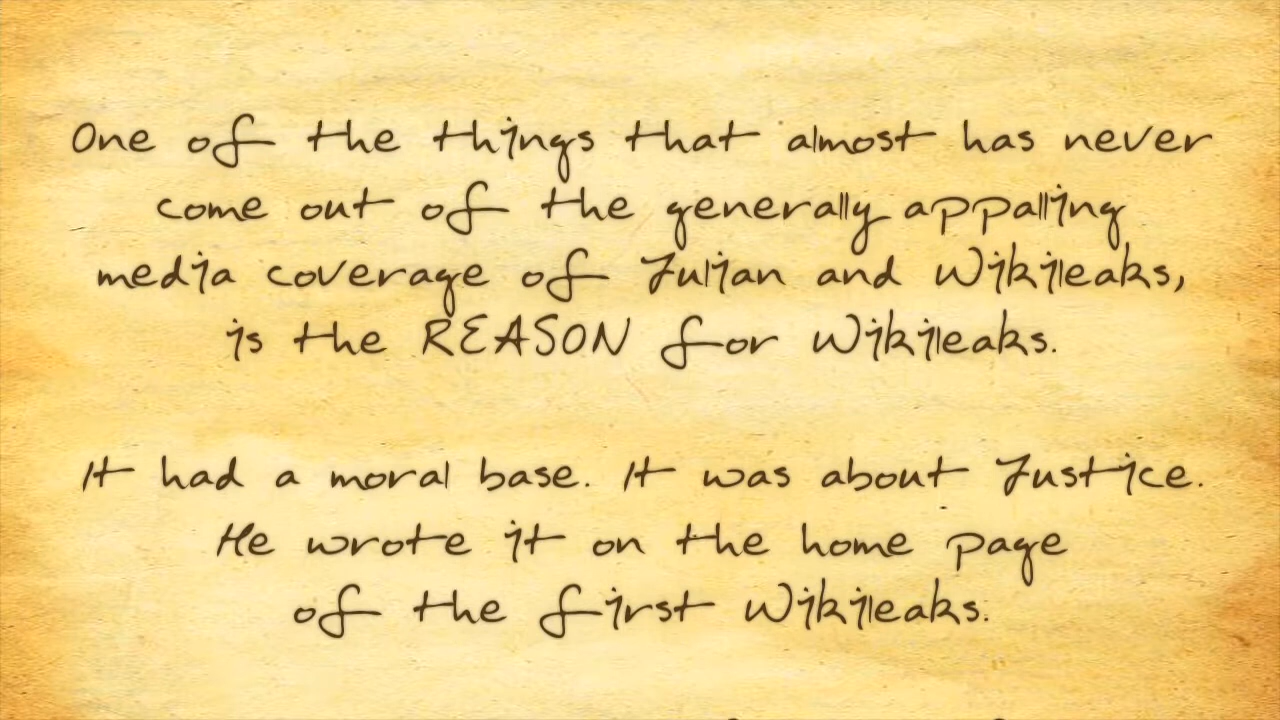 One of the things that almost has never
come out of the generally appalling
media coverage of Julian and Wikileaks,
is the REASON for Wikileaks.
It had a moral base. It was about Justice.
He wrote it on the home page
of the first Wikileaks.